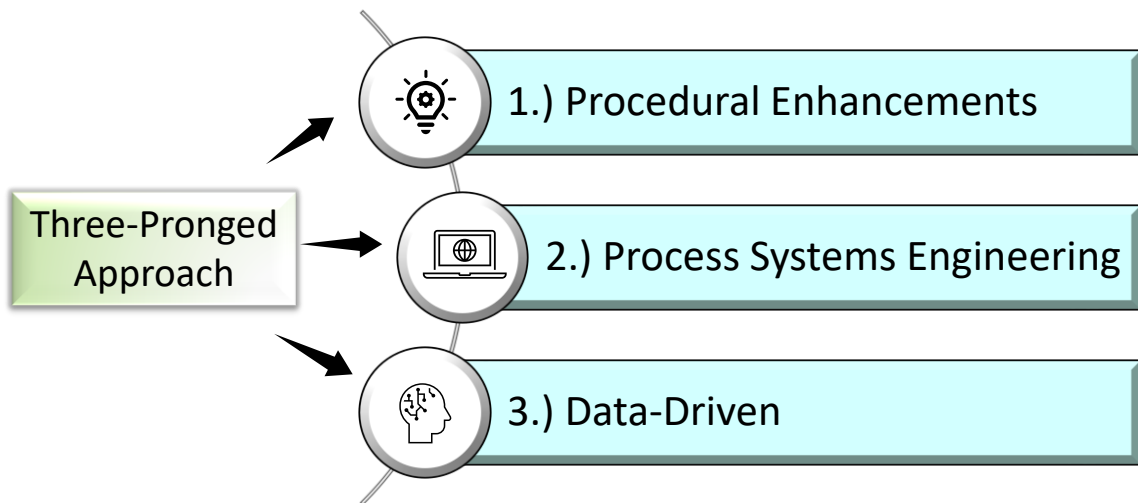 1.) Procedural Enhancements
Three-Pronged
Approach
2.) Process Systems Engineering
3.) Data-Driven